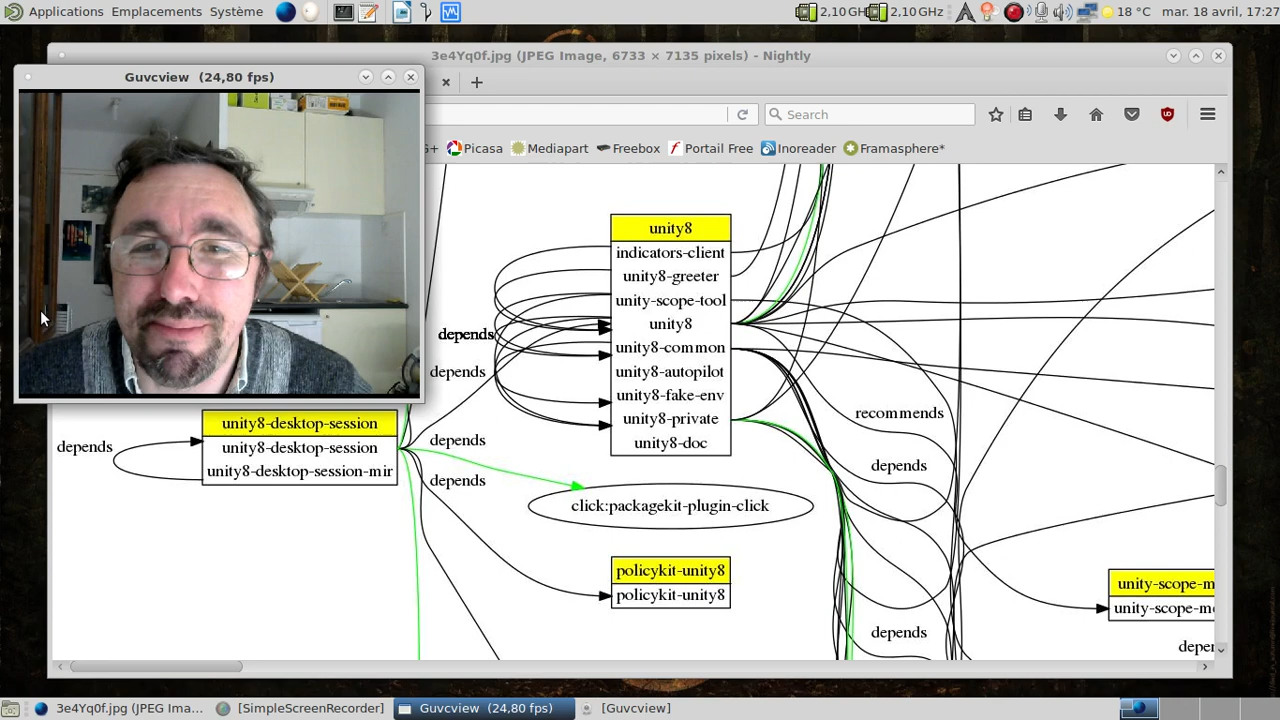 Applications Emplacements Système 2,10 GHz 2,10 GHz 18 °C mar. 18 avril, 17:27
3e4Yq0f.jpg (JPEG Image, 6733 × 7135 pixels) - Nightly
Guvcview (24,80 fps)
Search
G+ Picasa Mediapart Freebox Portail Free Inoreader Framasphere*
unity8
indicators-client
unity8-greeter
unity-scope-tool
unity8
unity8-common
unity8-autopilot
unity8-fake-env
unity8-private
unity8-doc
depends
depends
recommends
unity8-desktop-session
unity8-desktop-session
unity8-desktop-session-mir
depends
depends
depends
depends
click:packagekit-plugin-click
policykit-unity8
policykit-unity8
unity-scope-m
unity-scope-m
depends
deper
3e4Yq0f.jpg (JPEG Ima... [SimpleScreenRecorder] Guvcview (24,80 fps) [Guvcview]